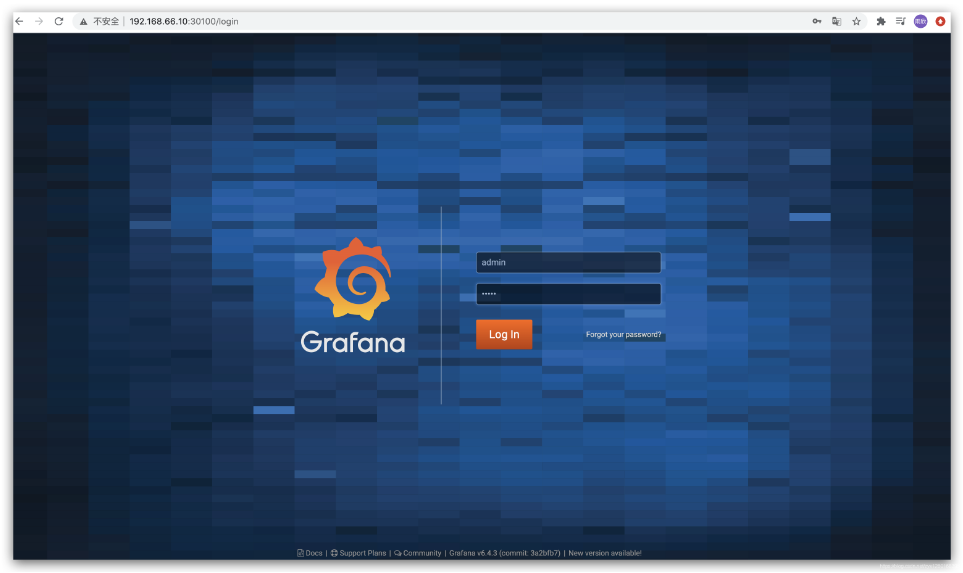 不安全 | 192.168.66.10:30100/login
Grafana
admin
•••••
Log In
Forgot your password?
Docs | Support Plans | Community | Grafana v6.4.3 (commit: 3a2bfb7) | New version available!